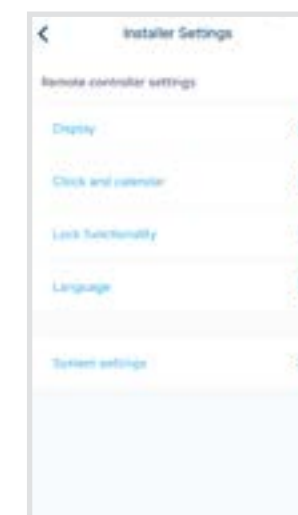 Installer Settings
Remote controller settings
Display
Clock and calendar
Lock functionality
Language
System settings